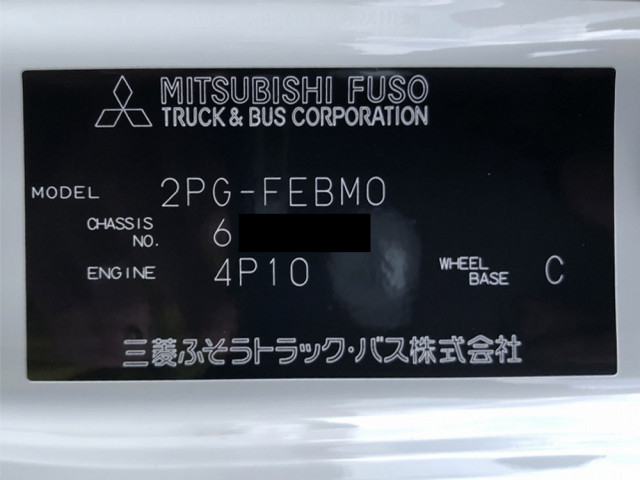 MITSUBISHI FUSO
TRUCK & BUS CORPORATION
MODEL 2PG-FEBM0
CHASSIS NO. 6
ENGINE 4P10 WHEEL BASE C
三菱ふそうトラック・バス株式会社